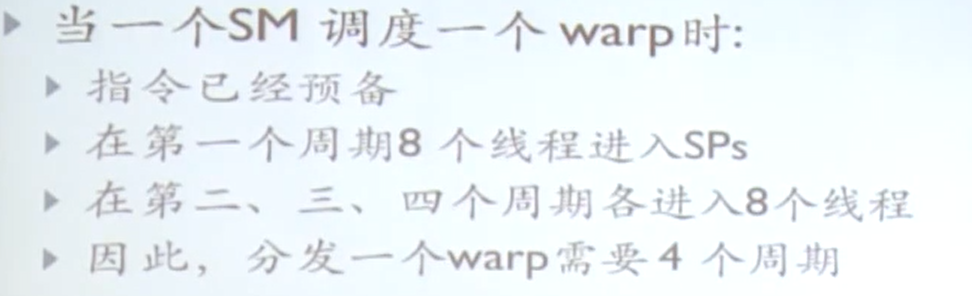 当一个SM 调度一个 warp时:
指令已经预备
在第一个周期8 个线程进入SPs
在第二、三、四个周期各进入8个线程
因此，分发一个warp需要4 个周期